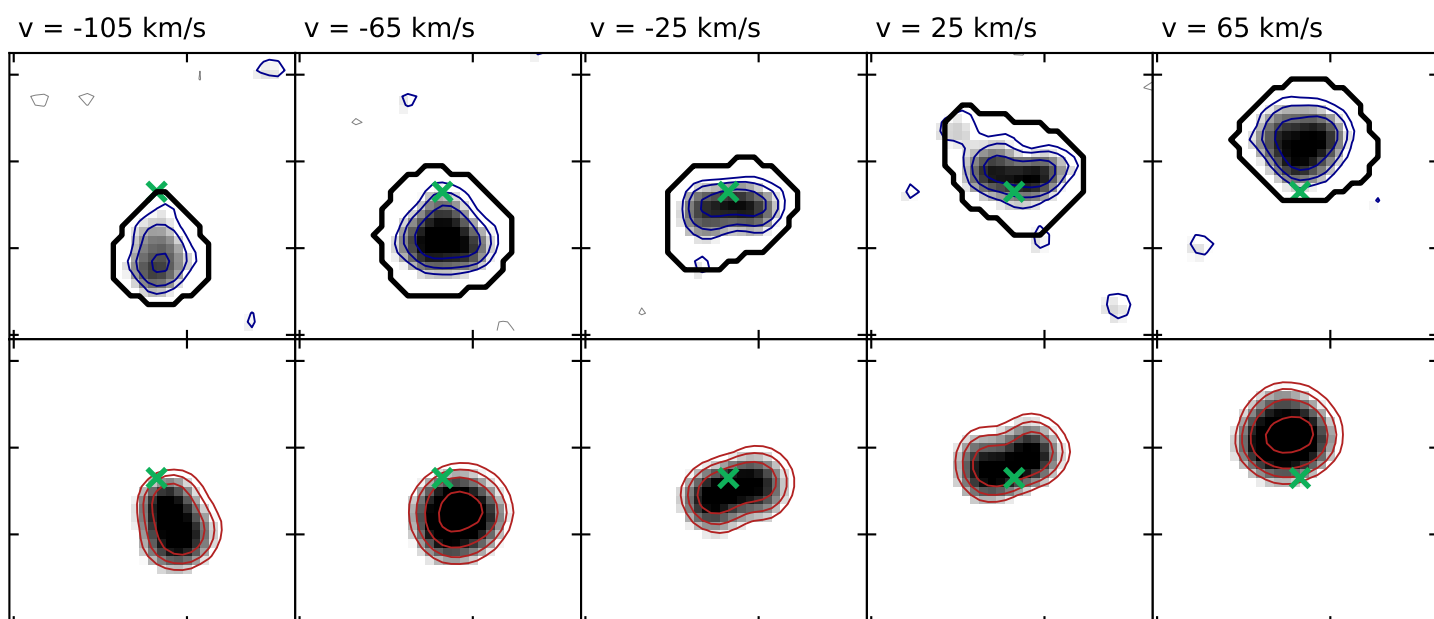 v = -105 km/s
v = -65 km/s
v = -25 km/s
v = 25 km/s
v = 65 km/s